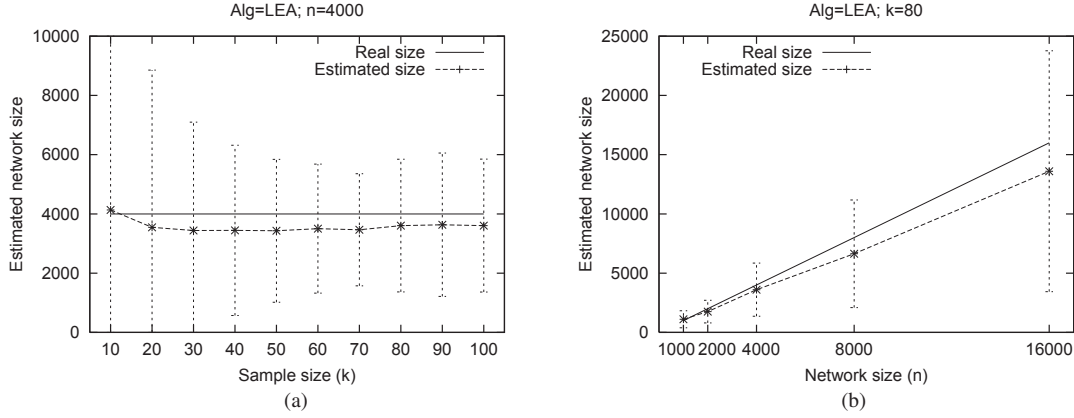 Alg=LEA; n=4000
Estimated network size
10000
8000
6000
4000
2000
0
Real size
Estimated size
10 20 30 40 50 60 70 80 90 100
Sample size (k)
(a)
Alg=LEA; k=80
Estimated network size
25000
20000
15000
10000
5000
0
Real size
Estimated size
1000 2000 4000 8000 16000
Network size (n)
(b)